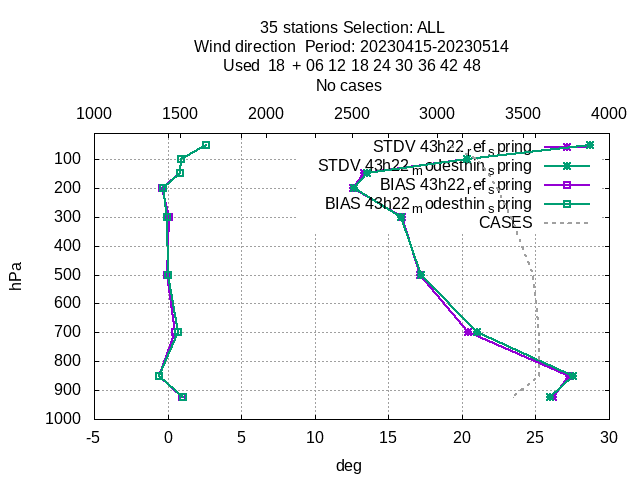 35 stations Selection: ALL
Wind direction Period: 20230415-20230514
Used 18 + 06 12 18 24 30 36 42 48
No cases
1000 1500 2000 2500 3000 3500 4000
STDV 43h22_ref_spring
STDV 43h22_modesthin_spring
BIAS 43h22_ref_spring
BIAS 43h22_modesthin_spring
CASES
100
200
300
400
500
600
700
800
900
1000
hPa
-5 0 5 10 15 20 25 30
deg